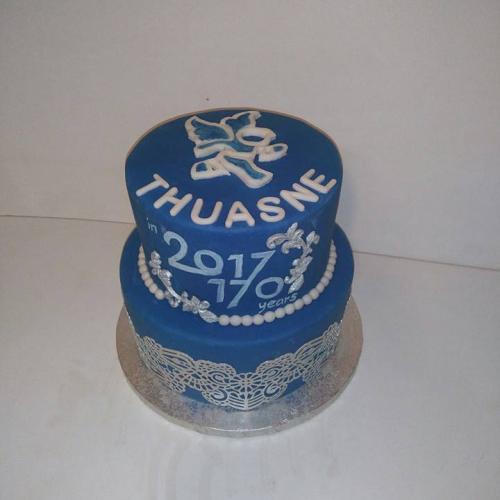 THUASNE
in 2017
170
years